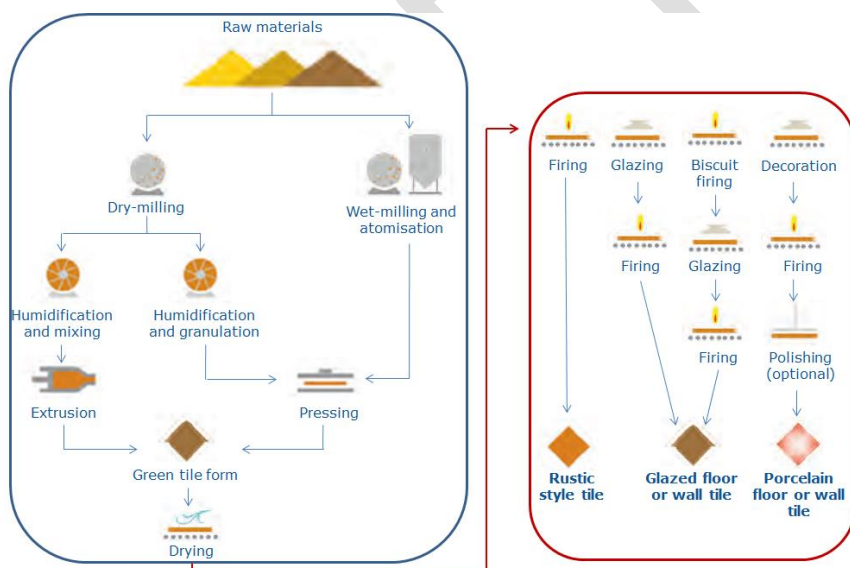 Raw materials
Dry-milling
Wet-milling and
atomisation
Humidification
and mixing
Humidification
and granulation
Extrusion
Pressing
Green tile form
Drying
Firing
Glazing
Biscuit
firing
Decoration
Firing
Glazing
Firing
Firing
Polishing
(optional)
Rustic
style tile
Glazed floor
or wall tile
Porcelain
floor or wall
tile